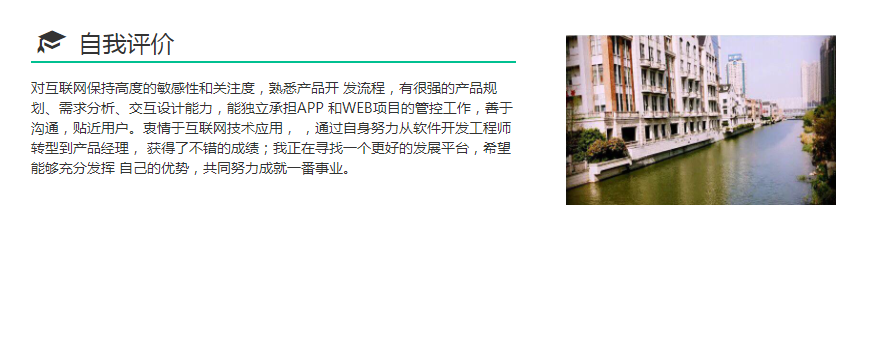 自我评价
对互联网保持高度的敏感性和关注度，熟悉产品开 发流程，有很强的产品规
划、需求分析、交互设计能力，能独立承担APP 和WEB项目的管控工作，善于
沟通，贴近用户。衷情于互联网技术应用， ，通过自身努力从软件开发工程师
转型到产品经理， 获得了不错的成绩；我正在寻找一个更好的发展平台，希望
能够充分发挥 自己的优势，共同努力成就一番事业。